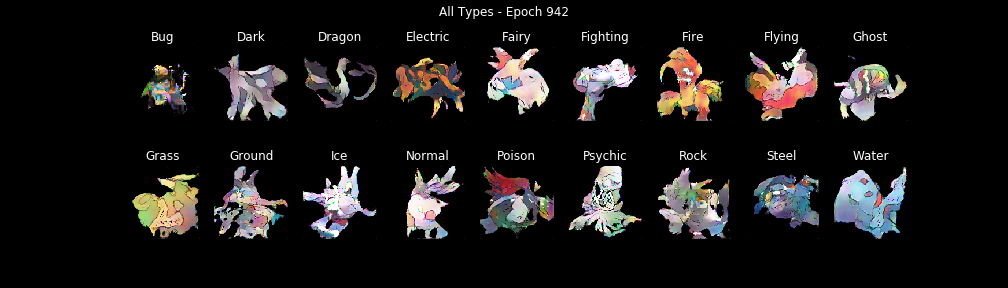 All Types - Epoch 942
Bug Dark Dragon Electric Fairy Fighting Fire Flying Ghost
Grass Ground Ice Normal Poison Psychic Rock Steel Water